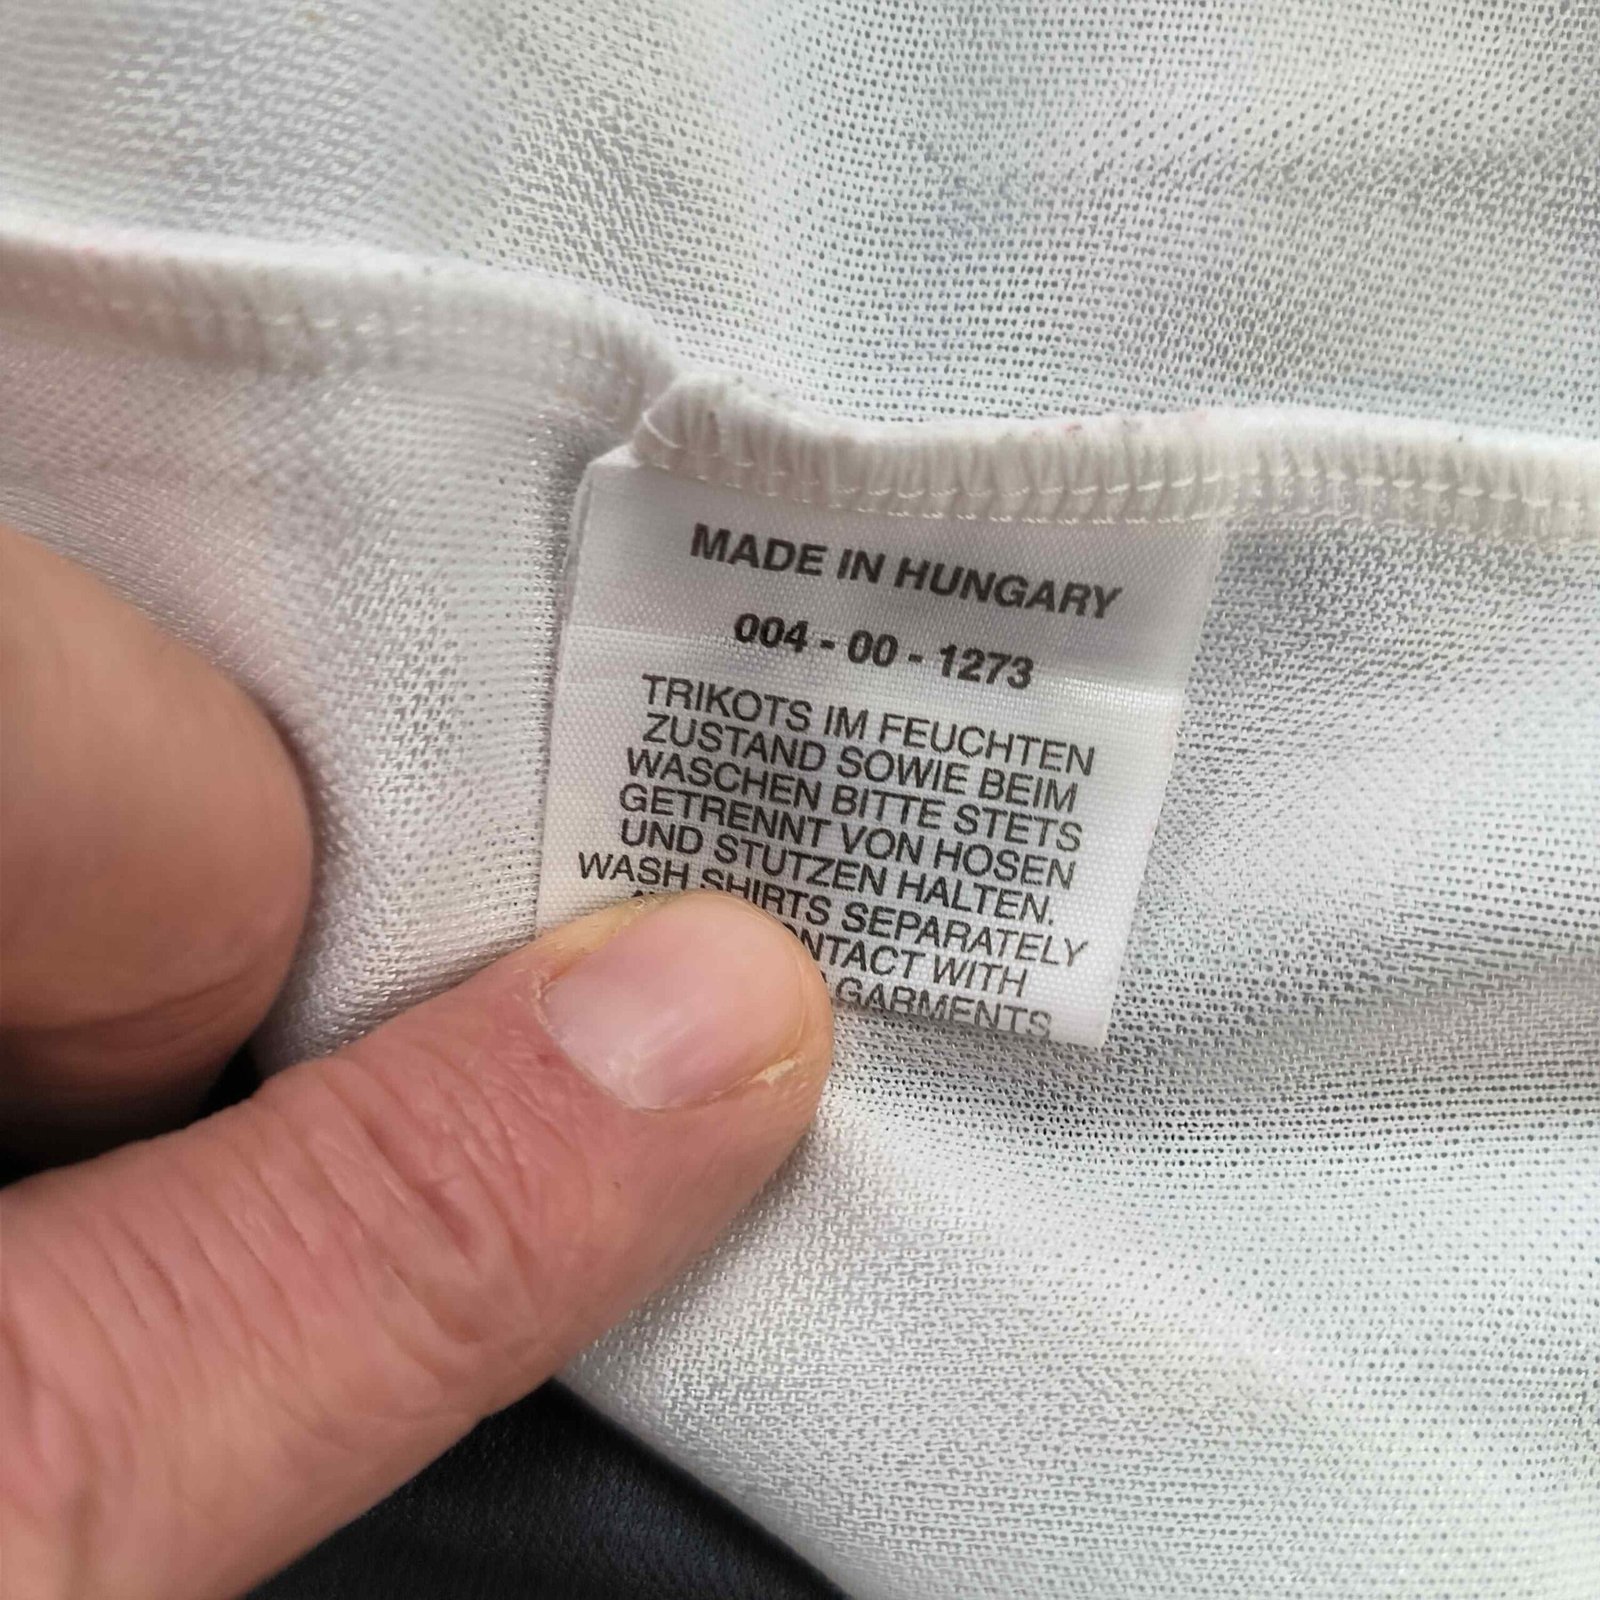 MADE IN HUNGARY
004 - 00 - 1273
TRIKOTS IM FEUCHTEN
ZUSTAND SOWIE BEIM
WASCHEN BITTE STETS
GETRENNT VON HOSEN
UND STUTZEN HALTEN.
WASH SHIRTS SEPARATELY
WITH
GARMENTS